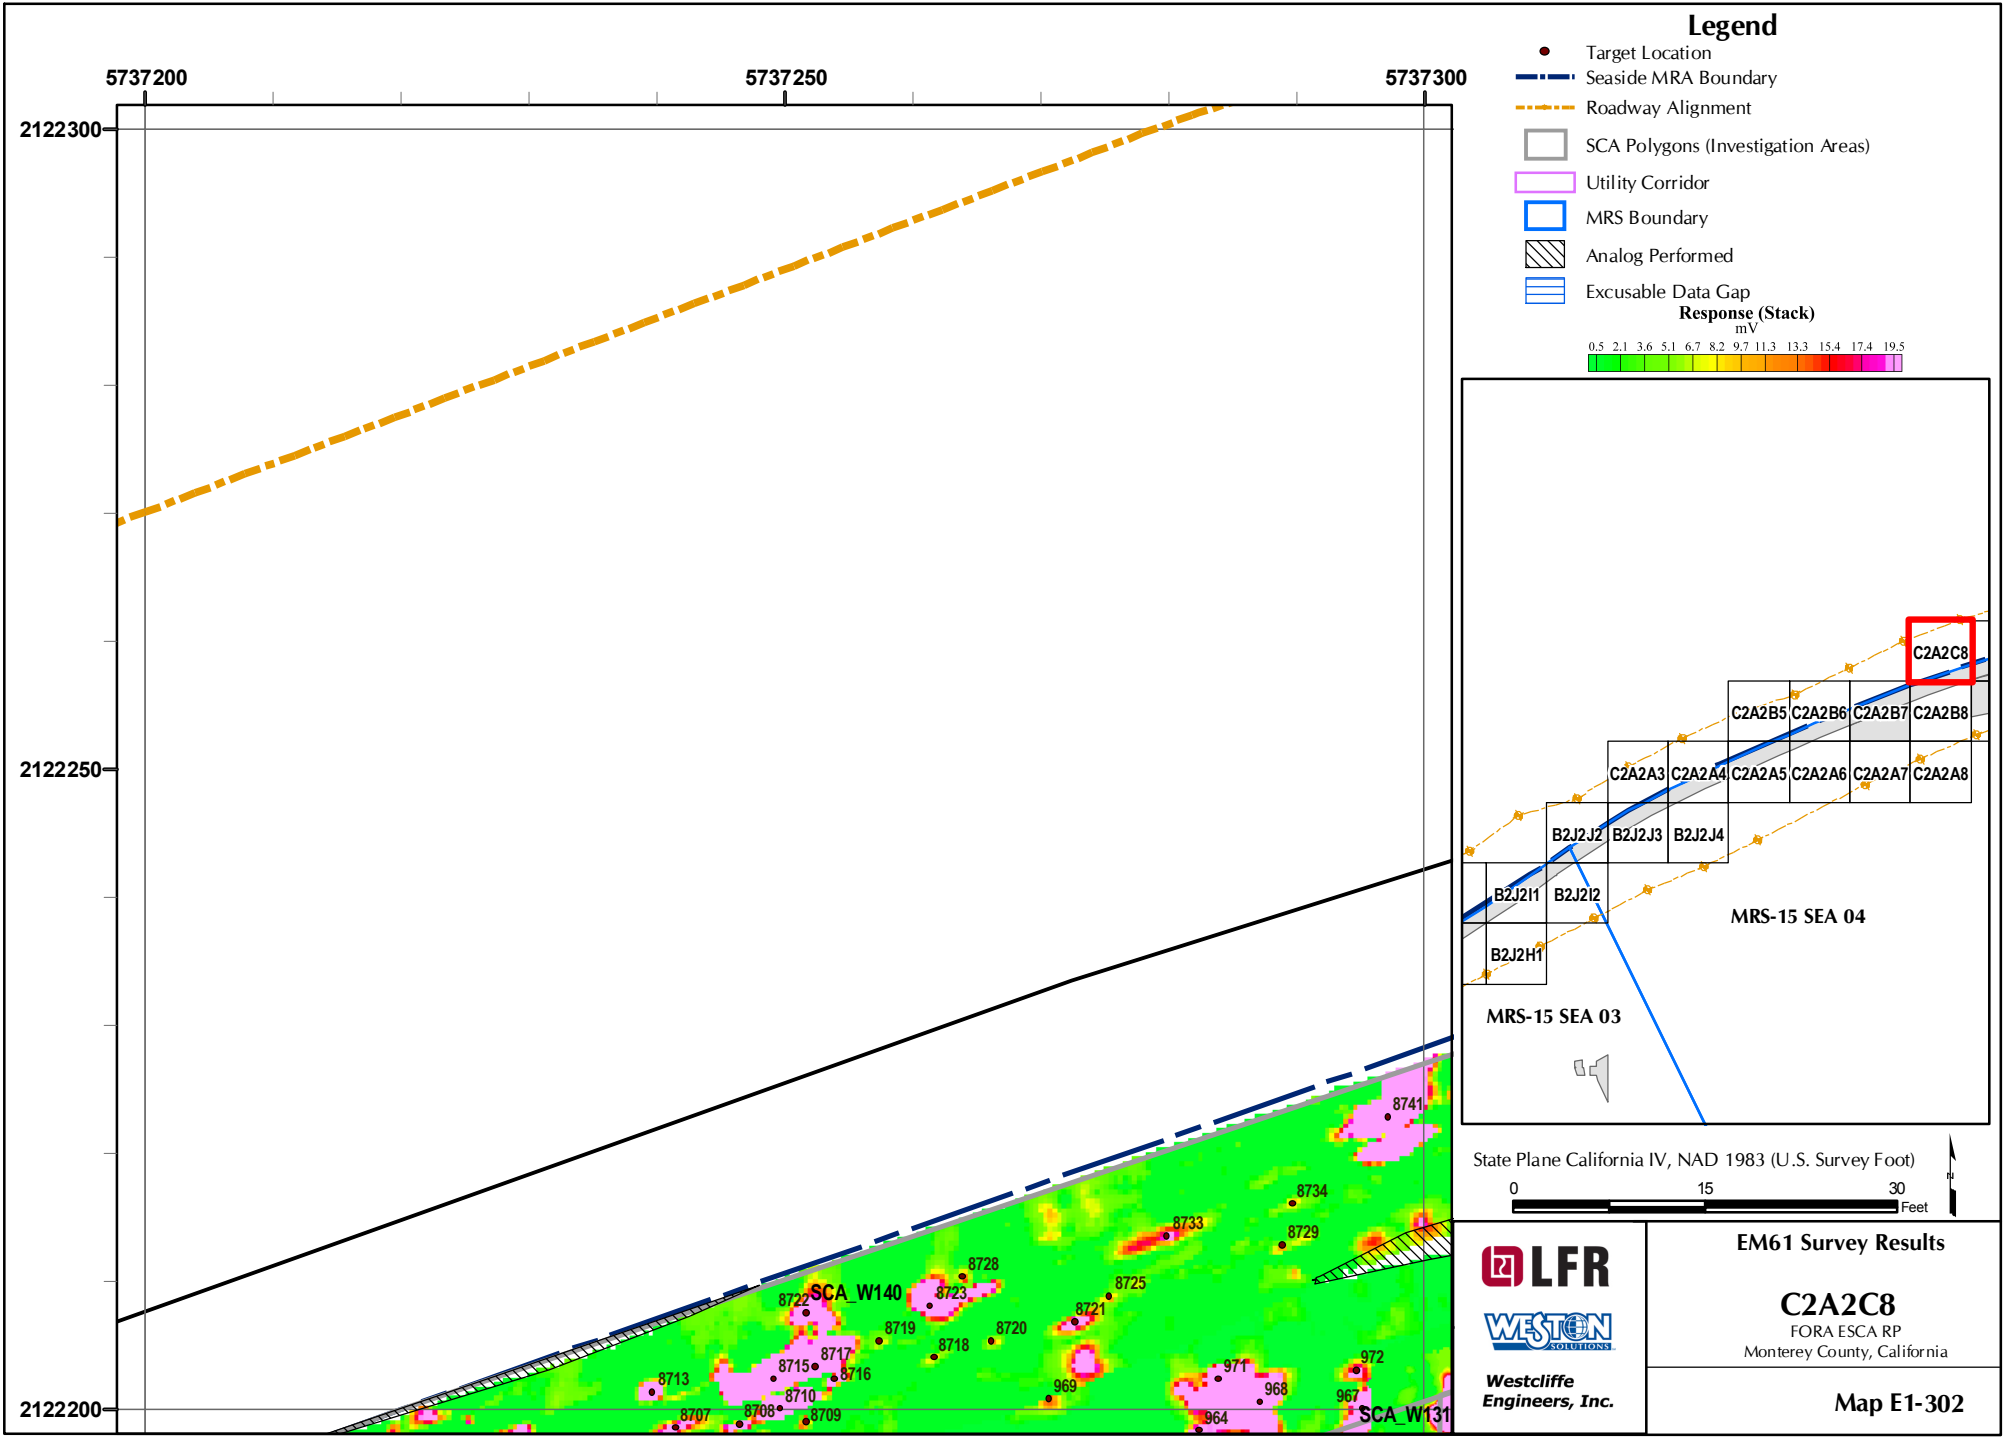 Legend
Target Location
Seaside MRA Boundary
Roadway Alignment
SCA Polygons (Investigation Areas)
Utility Corridor
MRS Boundary
Analog Performed
Excusable Data Gap
Response (Stack)
mV
0.5 2.1 3.6 5.1 6.7 8.2 9.7 11.3 13.3 15.4 17.4 19.5
5737200 5737250 5737300
2122300
2122250
2122200
8741
8734
8733
8729
8728
8725
8723
8722
SCA_W140
8721
8720
8719
8718
8717
8715
8716
8713
8710
8709
8708
8707
969
971
972
968
967
964
SCA_W131
C2A2C8
C2A2B5 C2A2B6 C2A2B7 C2A2B8
C2A2A3 C2A2A4 C2A2A5 C2A2A6 C2A2A7 C2A2A8
B2J2J2 B2J2J3 B2J2J4
B2J2I1 B2J2I2
B2J2H1
MRS-15 SEA 04
MRS-15 SEA 03
State Plane California IV, NAD 1983 (U.S. Survey Foot)
0 15 30
Feet
N
LFR
WESTON
SOLUTIONS
Westcliffe
Engineers, Inc.
EM61 Survey Results
C2A2C8
FORA ESCA RP
Monterey County, California
Map E1-302